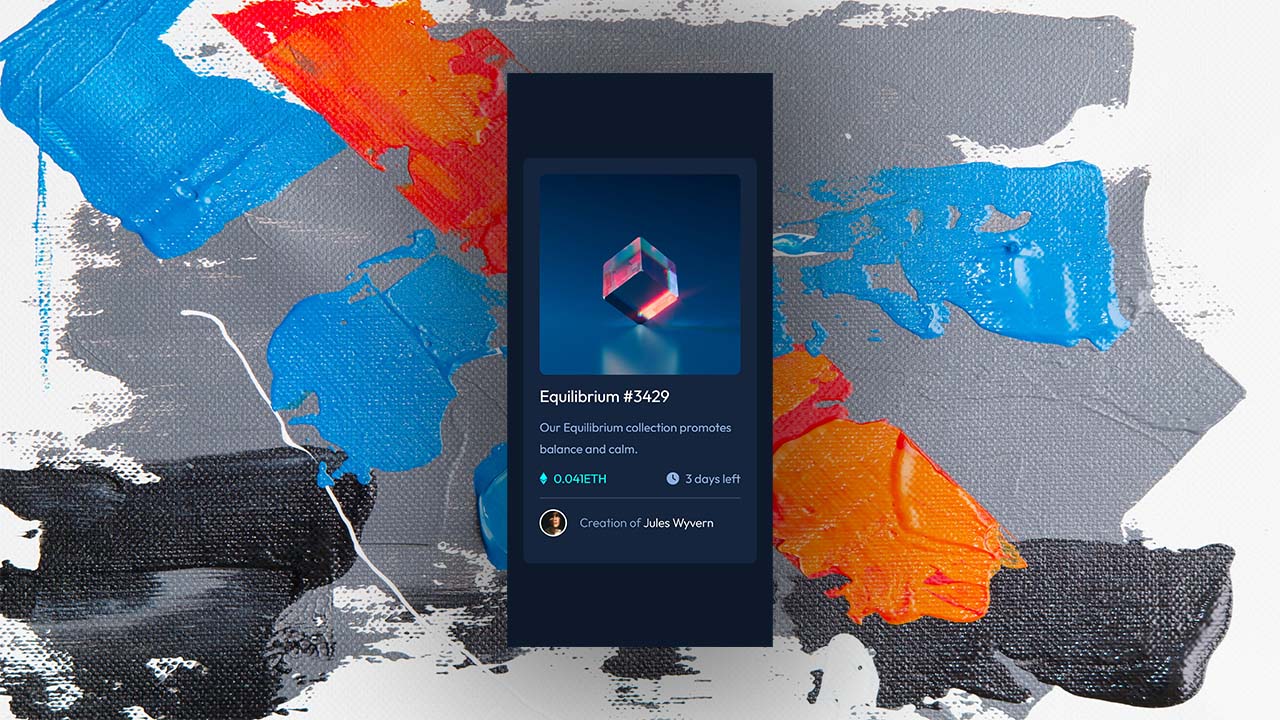 Equilibrium #3429
Our Equilibrium collection promotes
balance and calm.
0.041ETH
3 days left
Creation of Jules Wyvern